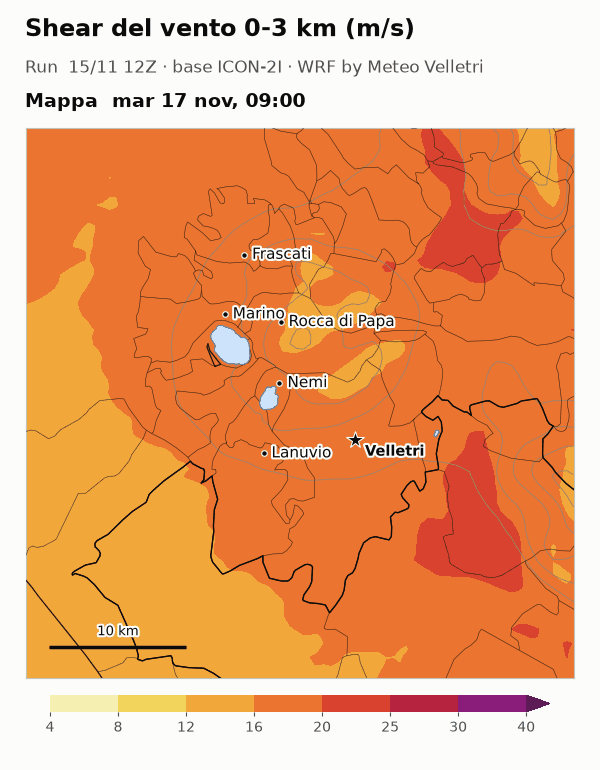 Shear del vento 0-3 km (m/s)
Run  15/11 12Z · base ICON-2I · WRF by Meteo Velletri
Mappa  mar 17 nov, 09:00
Frascati
Marino
Rocca di Papa
Nemi
Velletri
Lanuvio
10 km
4 8 12 16 20 25 30 40